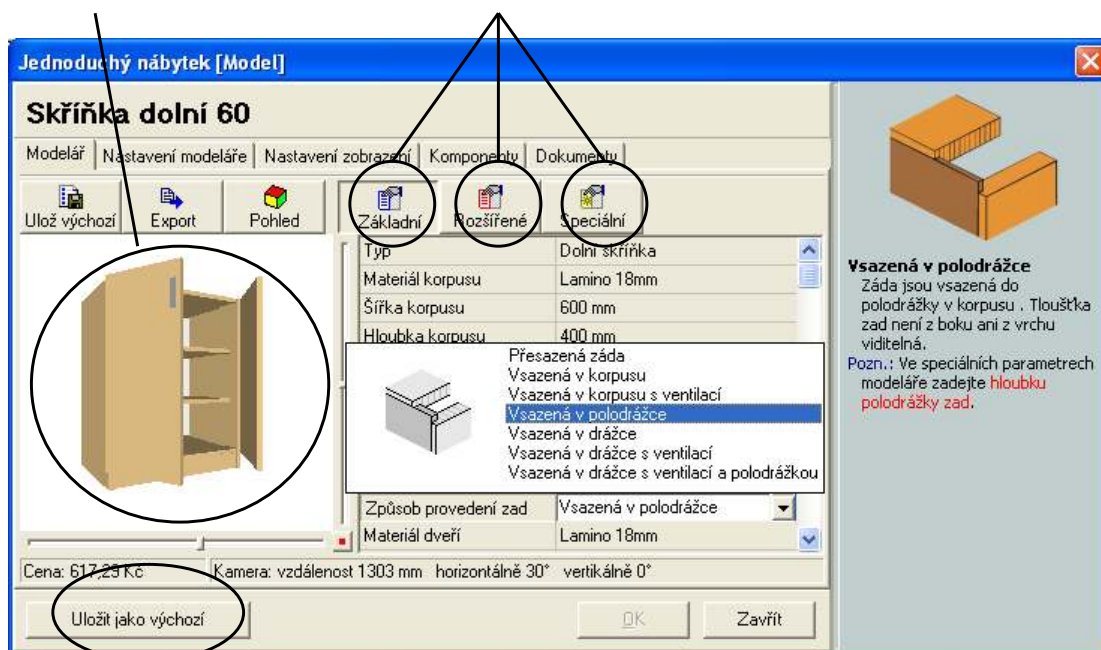 Jednoduchý nábytek [Model]
Skříňka dolní 60
Modelář Nastavení modeláře Nastavení zobrazení Komponenty Dokumenty
Ulož výchozí Export Pohled Základní Rozšířené Speciální
Typ Dolní skříňka
Materiál korpusu Lamino 18mm
Šířka korpusu 600 mm
Hloubka korpusu 400 mm
Přesazená záda
Vsazená v korpusu
Vsazená v korpusu s ventilací
Vsazená v polodrážce
Vsazená v drážce
Vsazená v drážce s ventilací
Vsazená v drážce s ventilací a polodrážkou
Způsob provedení zad Vsazená v polodrážce
Materiál dveří Lamino 18mm
Cena: 617,29 Kč Kamera: vzdálenost 1303 mm horizontálně 30° vertikálně 0°
Uložit jako výchozí OK Zavřít
Vsazená v polodrážce
Záda jsou vsazená do
polodrážky v korpusu . Tloušťka
zad není z boku ani z vrchu
viditelná.
Pozn.: Ve speciálních parametrech
modeláře zadejte hloubku
polodrážky zad.